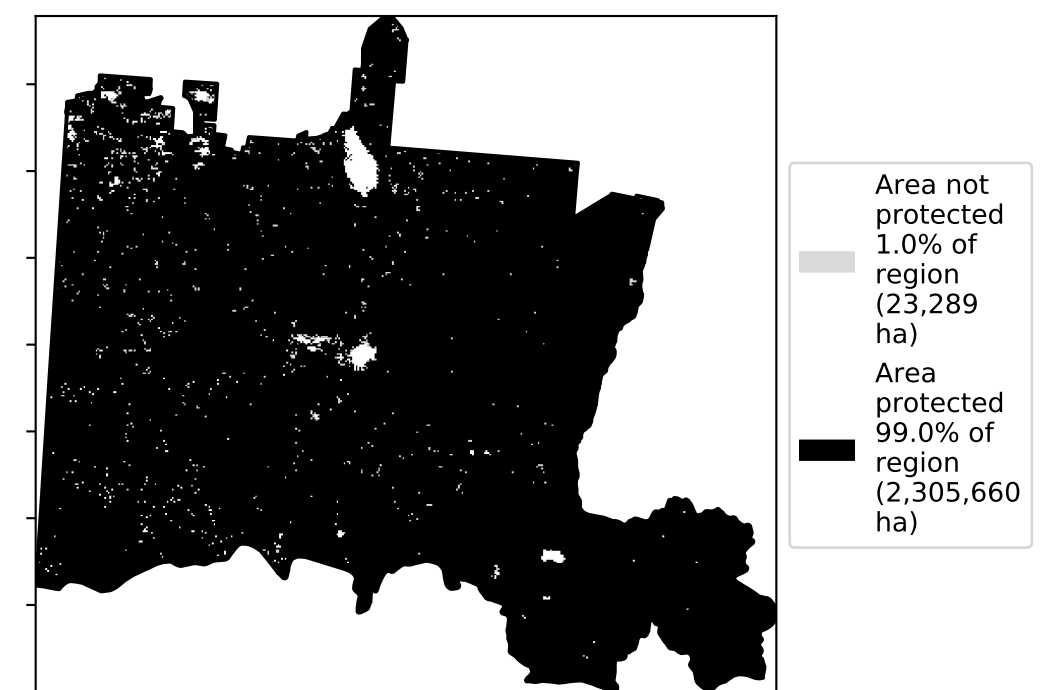 Area not
protected
1.0% of
region
(23,289
ha)
Area
protected
99.0% of
region
(2,305,660
ha)